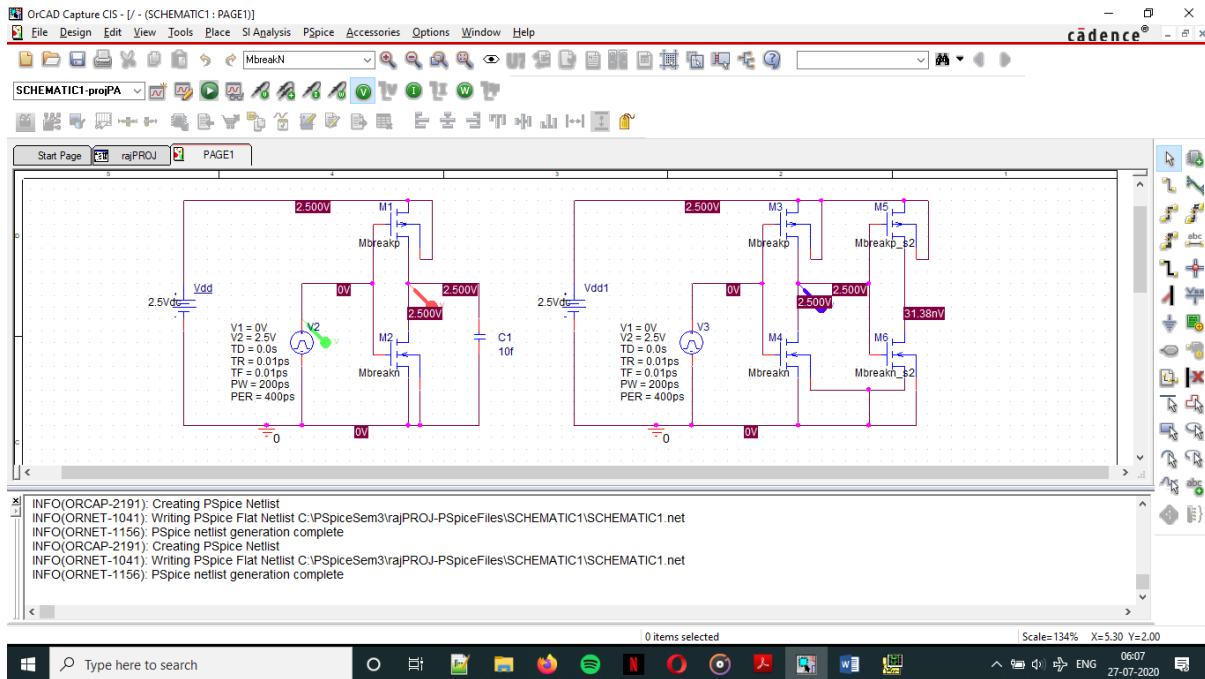 OrCAD Capture CIS - [/ - (SCHEMATIC1 : PAGE1)]
File Design Edit View Tools Place SI Analysis PSpice Accessories Options Window Help
cādence®
MbreakN
SCHEMATIC1-projPA
Start Page rajPROJ PAGE1
5 4 3 2 1
2.500V M1 2.500V M3 M5
Mbreakp Mbreakp Mbreakp_s2
Vdd 0V 2.500V Vdd1 0V 2.500V
2.5Vdc 2.500V 2.5Vdc 2.500V 31.38nV
V1 = 0V V2 M2 C1 V1 = 0V V3 M4 M6
V2 = 2.5V 10f V2 = 2.5V
TD = 0.0s TD = 0.0s
TR = 0.01ps TR = 0.01ps
TF = 0.01ps Mbreakn TF = 0.01ps Mbreakn Mbreakn_s2
PW = 200ps PW = 200ps
PER = 400ps PER = 400ps
0 0V 0 0V
INFO(ORCAP-2191): Creating PSpice Netlist
INFO(ORNET-1041): Writing PSpice Flat Netlist C:\PSpiceSem3\rajPROJ-PSpiceFiles\SCHEMATIC1\SCHEMATIC1.net
INFO(ORNET-1156): PSpice netlist generation complete
INFO(ORCAP-2191): Creating PSpice Netlist
INFO(ORNET-1041): Writing PSpice Flat Netlist C:\PSpiceSem3\rajPROJ-PSpiceFiles\SCHEMATIC1\SCHEMATIC1.net
INFO(ORNET-1156): PSpice netlist generation complete
0 items selected Scale=134% X=5.30 Y=2.00
Type here to search ENG 06:07
27-07-2020